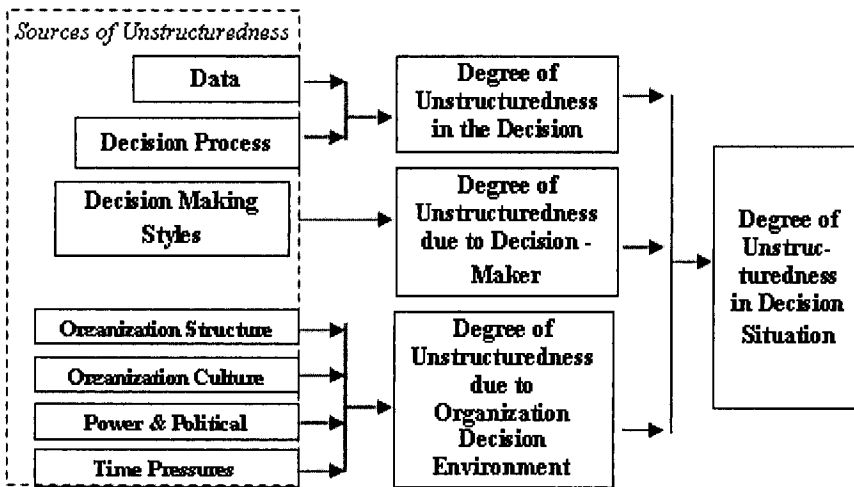 Sources of Unstructuredness
Data
Decision Process
Decision Making
Styles
Organization Structure
Organization Culture
Power & Political
Time Pressures
Degree of
Unstructuredness
in the Decision
Degree of
Unstructuredness
due to Decision -
Maker
Degree of
Unstructuredness
due to
Organization
Decision
Environment
Degree of
Unstruc-
turedness
in Decision
Situation